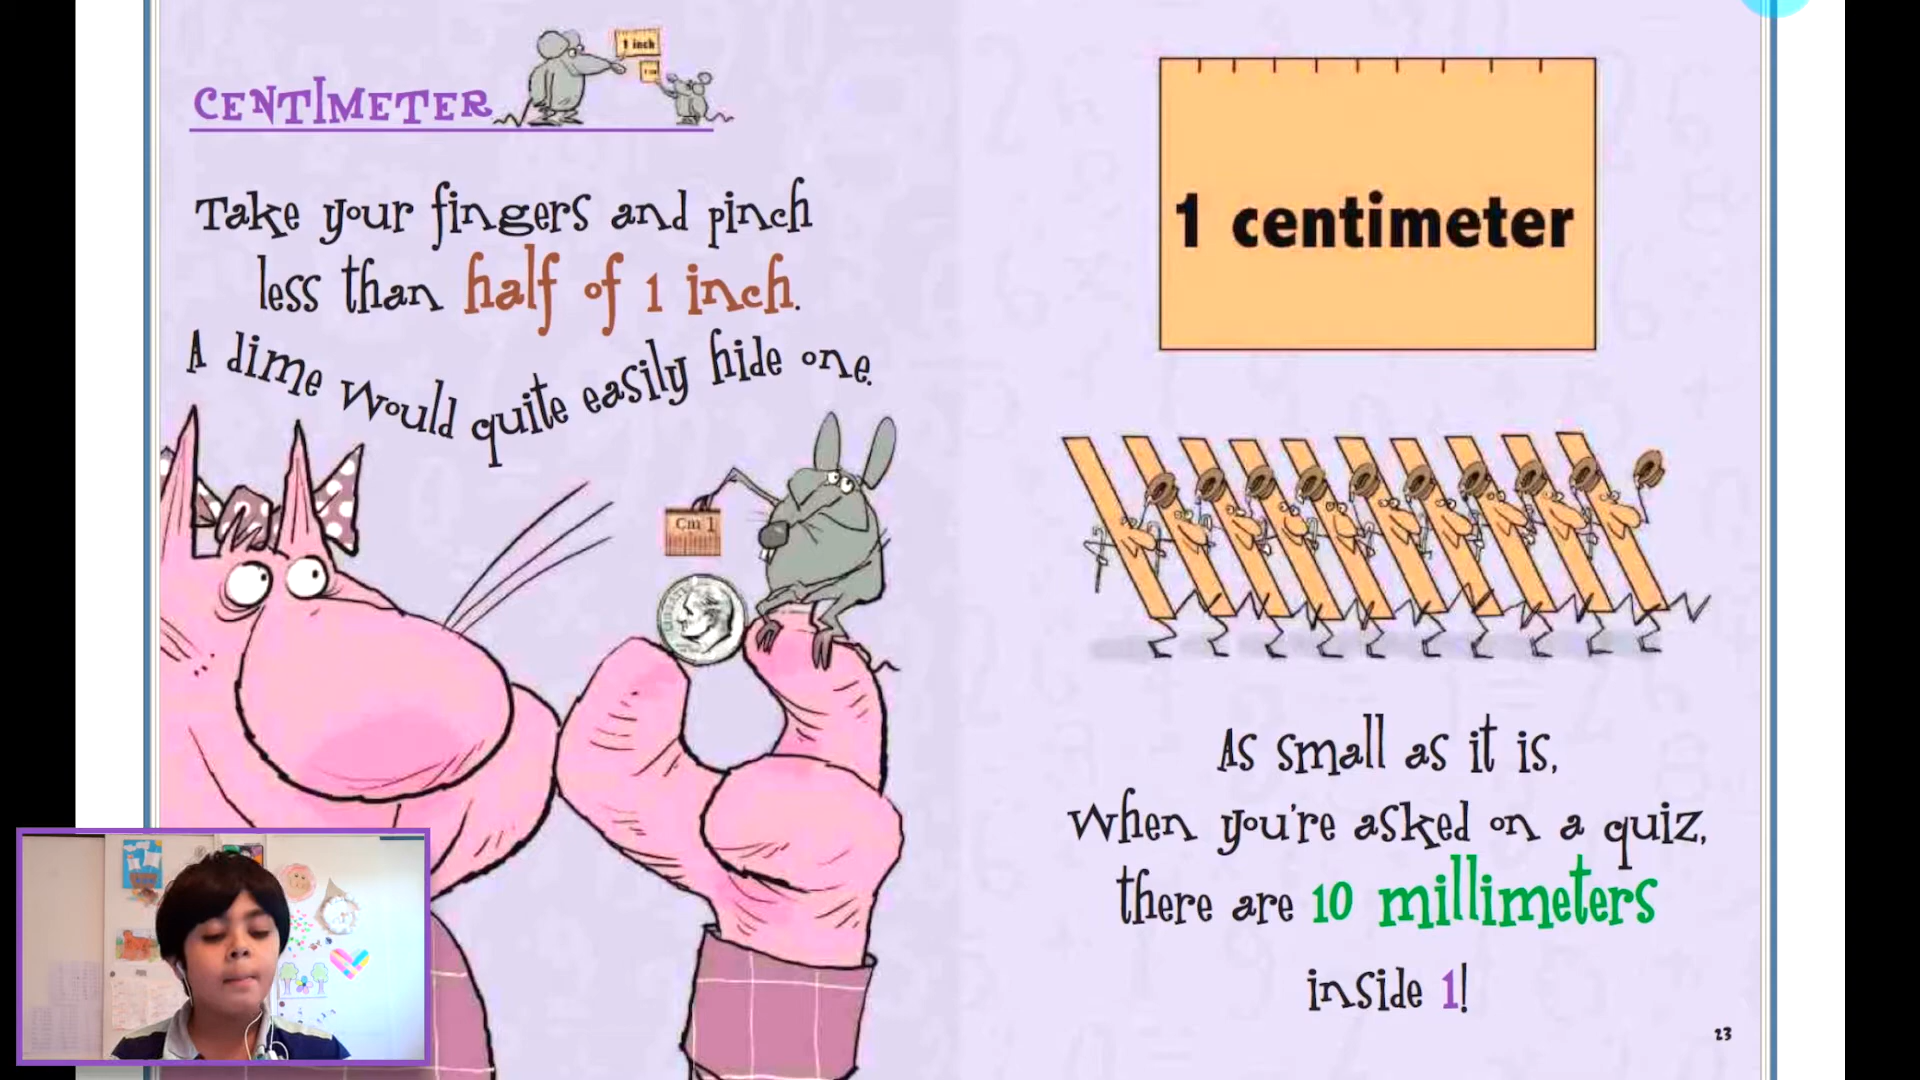 CENTIMETER
1 inch
Take your fingers and pinch
less than half of 1 inch.
A dime would quite easily hide one.
Cm 1
1 centimeter
As small as it is,
when you're asked on a quiz,
there are 10 millimeters
inside 1!
23